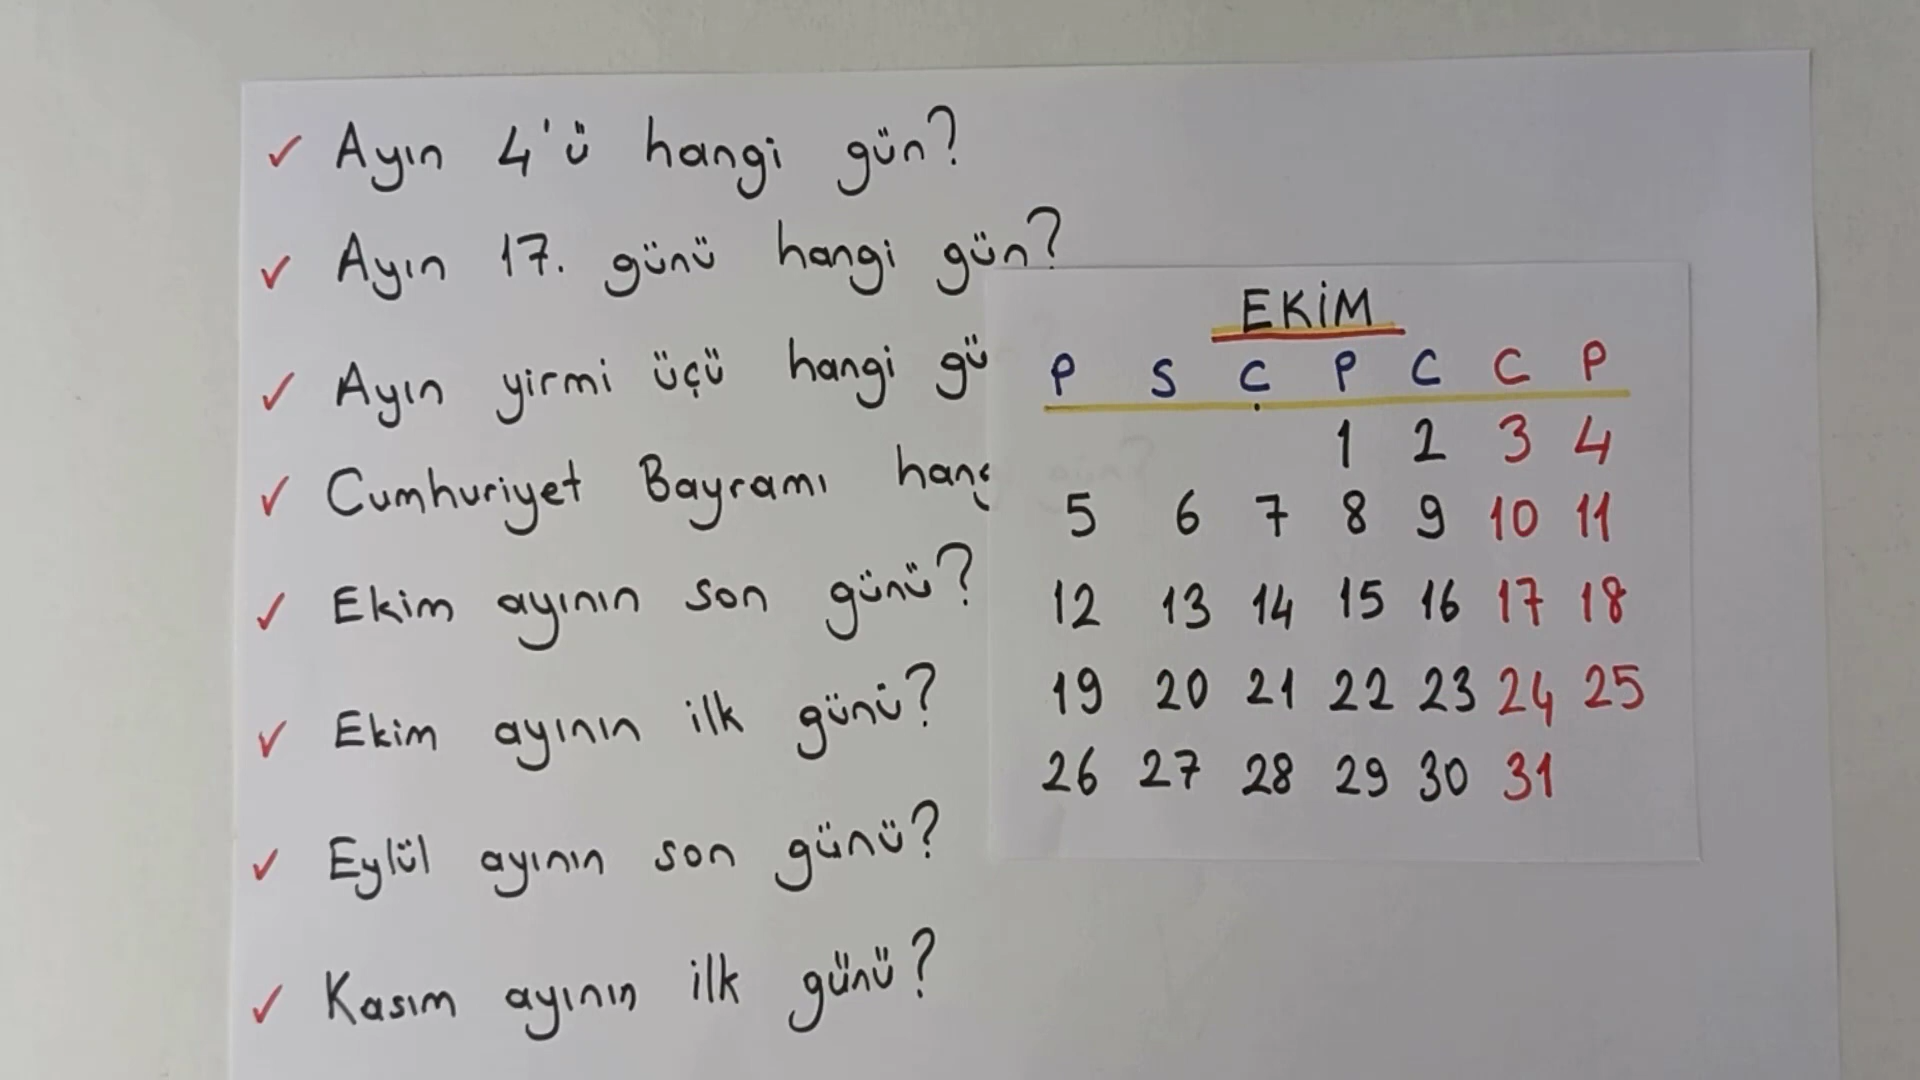 ✓ Ayın 4'ü hangi gün?
✓ Ayın 17. günü hangi gün?
✓ Ayın yirmi üçü hangi gü
✓ Cumhuriyet Bayramı hang
✓ Ekim ayının son günü?
✓ Ekim ayının ilk günü?
✓ Eylül ayının son günü?
✓ Kasım ayının ilk günü?
EKİM
P S Ç P C C P
1 2 3 4
5 6 7 8 9 10 11
12 13 14 15 16 17 18
19 20 21 22 23 24 25
26 27 28 29 30 31